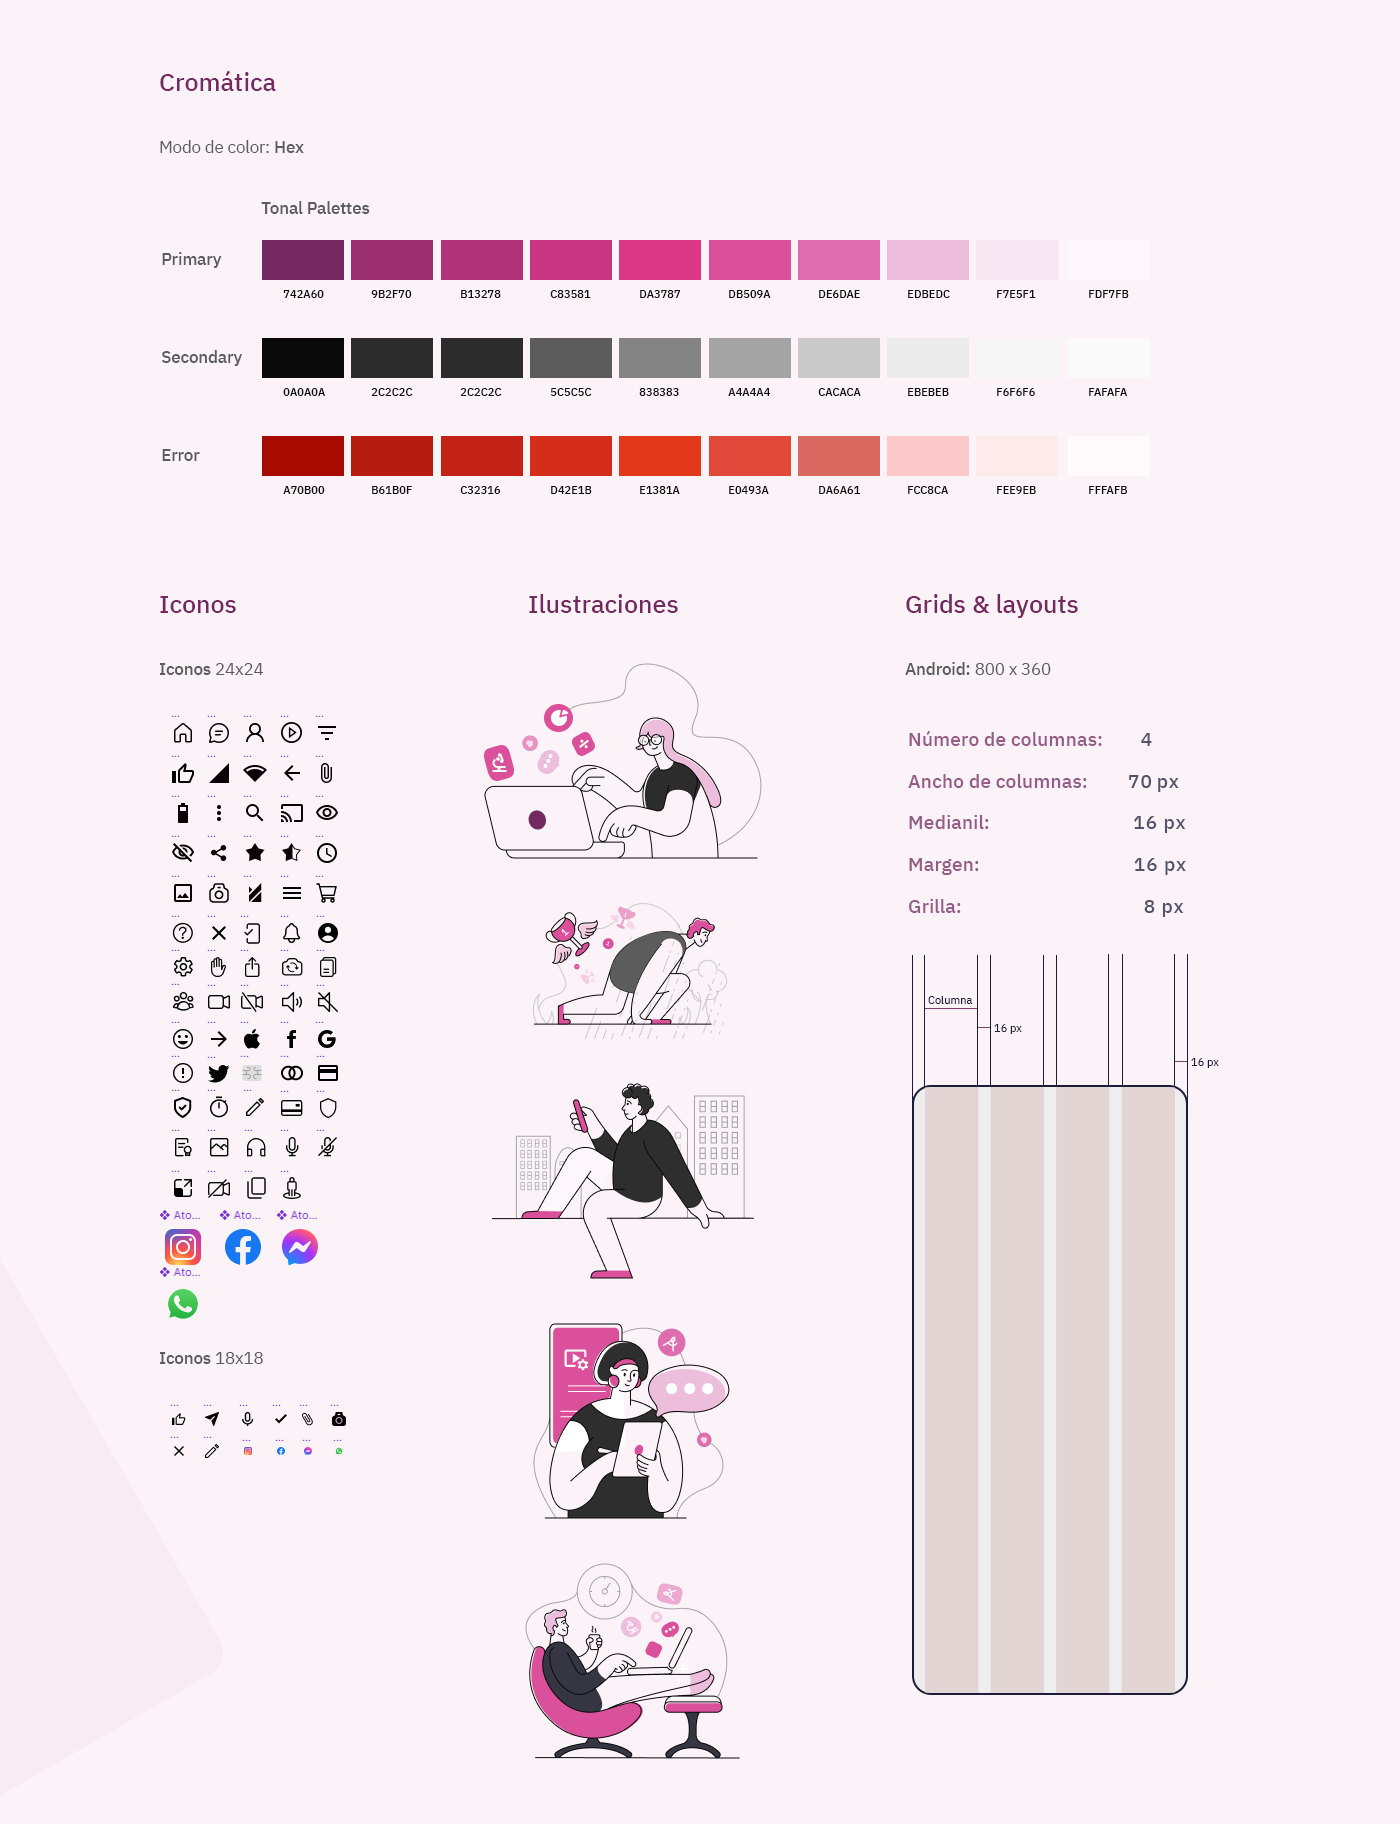 Cromática
Modo de color: Hex
Tonal Palettes
Primary
742A60 9B2F70 B13278 C83581 DA3787 DB509A DE6DAE EDBEDC F7E5F1 FDF7FB
Secondary
0A0A0A 2C2C2C 2C2C2C 5C5C5C 838383 A4A4A4 CACACA EBEBEB F6F6F6 FAFAFA
Error
A70B00 B61B0F C32316 D42E1B E1381A E0493A DA6A61 FCC8CA FEE9EB FFFAFB
Iconos
Iconos 24x24
Ato... Ato... Ato...
Ato...
Iconos 18x18
Ilustraciones
Grids & layouts
Android: 800 x 360
Número de columnas: 4
Ancho de columnas: 70 px
Medianil: 16 px
Margen: 16 px
Grilla: 8 px
Columna
16 px
16 px